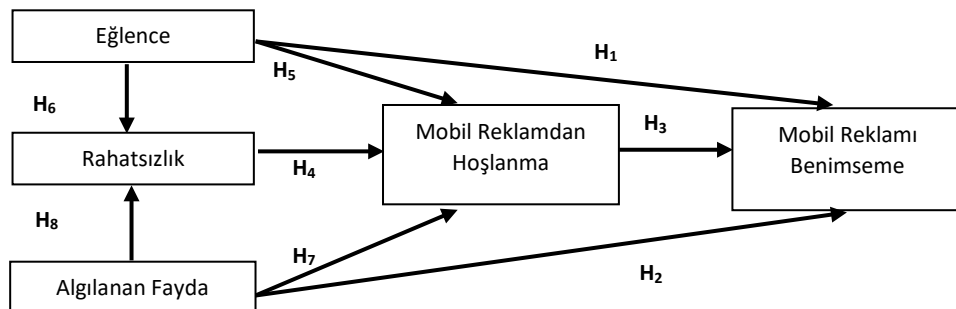 Eğlence
H1
H5
H6
Mobil Reklamdan
Hoşlanma
H3
Mobil Reklamı
Benimseme
Rahatsızlık
H4
H8
H7
H2
Algılanan Fayda